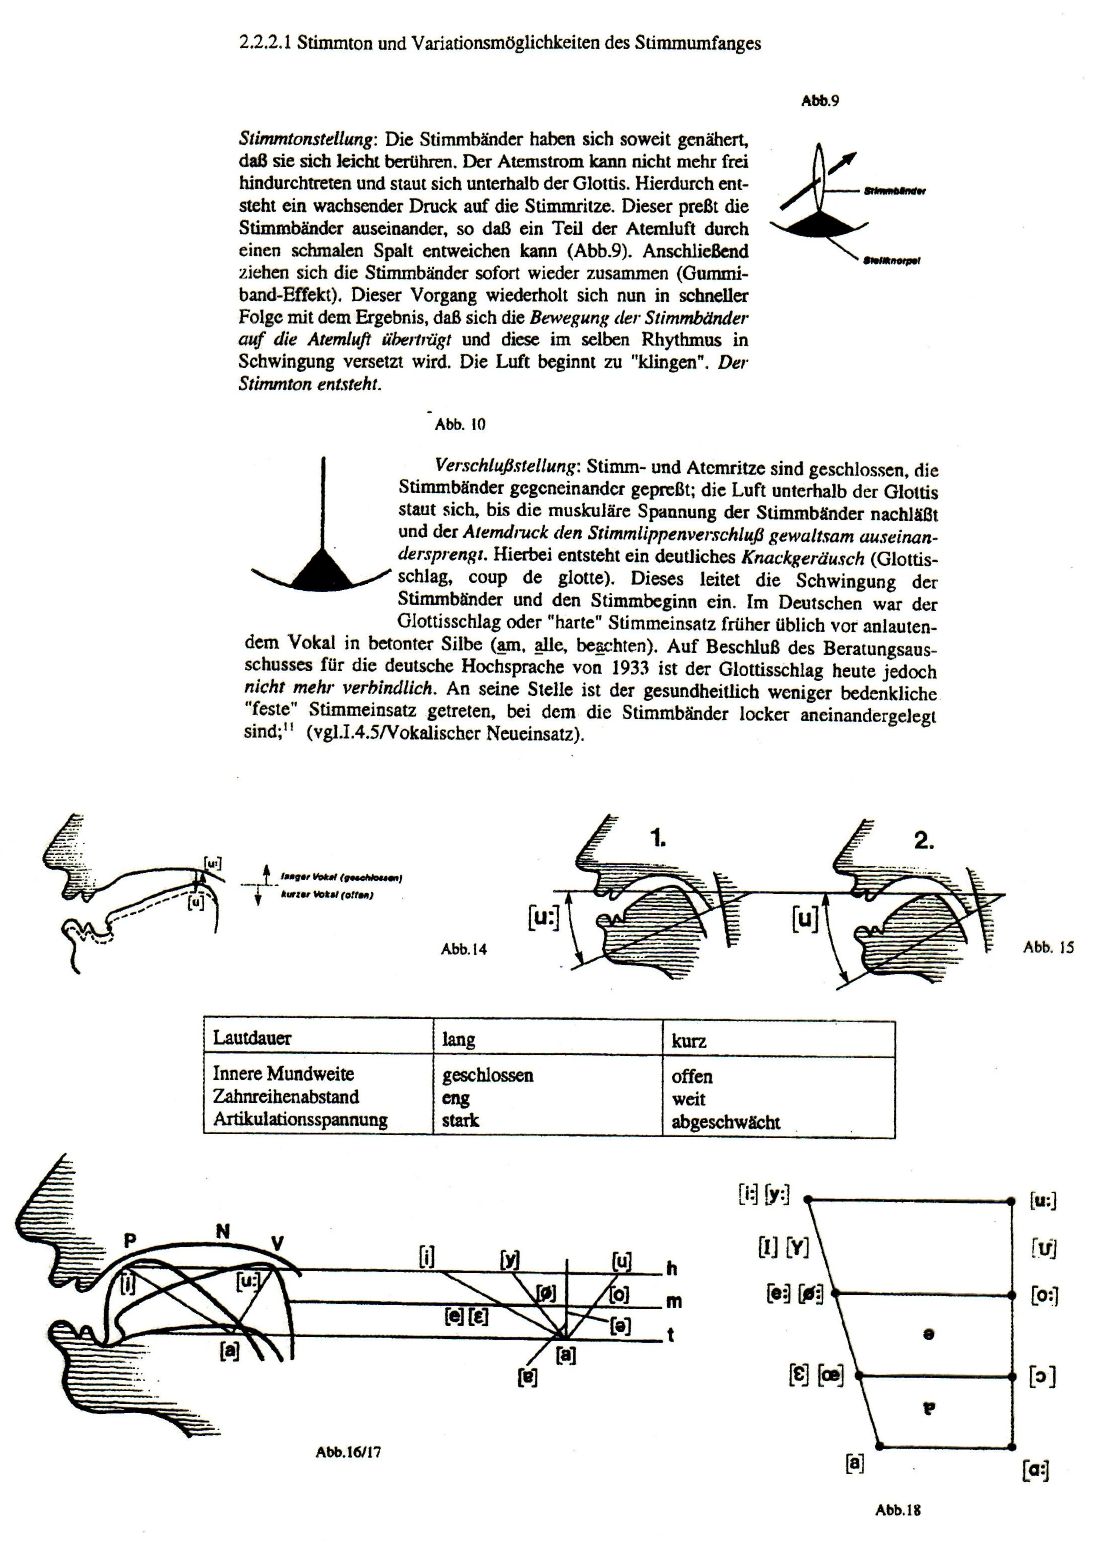 2.2.2.1 Stimmton und Variationsmöglichkeiten des Stimmumfanges
Abb.9
Stimmtonstellung: Die Stimmbänder haben sich soweit genähert,
daß sie sich leicht berühren. Der Atemstrom kann nicht mehr frei
hindurchtreten und staut sich unterhalb der Glottis. Hierdurch ent-
steht ein wachsender Druck auf die Stimmritze. Dieser preßt die
Stimmbänder auseinander, so daß ein Teil der Atemluft durch
einen schmalen Spalt entweichen kann (Abb.9). Anschließend
ziehen sich die Stimmbänder sofort wieder zusammen (Gummi-
band-Effekt). Dieser Vorgang wiederholt sich nun in schneller
Folge mit dem Ergebnis, daß sich die Bewegung der Stimmbänder
auf die Atemluft überträgt und diese im selben Rhythmus in
Schwingung versetzt wird. Die Luft beginnt zu "klingen". Der
Stimmton entsteht.
Stimmbänder
Stellknorpel
Abb. 10
Verschlußstellung: Stimm- und Atemritze sind geschlossen, die
Stimmbänder gegeneinander gepreßt; die Luft unterhalb der Glottis
staut sich, bis die muskuläre Spannung der Stimmbänder nachläßt
und der Atemdruck den Stimmlippenverschluß gewaltsam auseinan-
dersprengt. Hierbei entsteht ein deutliches Knackgeräusch (Glottis-
schlag, coup de glotte). Dieses leitet die Schwingung der
Stimmbänder und den Stimmbeginn ein. Im Deutschen war der
Glottisschlag oder "harte" Stimmeinsatz früher üblich vor anlauten-
dem Vokal in betonter Silbe (am, alle, beachten). Auf Beschluß des Beratungsaus-
schusses für die deutsche Hochsprache von 1933 ist der Glottisschlag heute jedoch
nicht mehr verbindlich. An seine Stelle ist der gesundheitlich weniger bedenkliche
"feste" Stimmeinsatz getreten, bei dem die Stimmbänder locker aneinandergelegt
sind;¹¹ (vgl.I.4.5/Vokalischer Neueinsatz).
[u:]
[u]
langer Vokal (geschlossen)
kurzer Vokal (offen)
Abb.14
1.
[u:]
2.
[u]
Abb. 15
Lautdauer lang kurz
Innere Mundweite geschlossen offen
Zahnreihenabstand eng weit
Artikulationsspannung stark abgeschwächt
P N V
[i] [u:]
[a]
[i] [y] [u] h
[ø] [o] m
[e] [ɛ] [ə]
t
[a]
[ɐ]
Abb.16/17
[i:] [y:] [u:]
[I] [Y] [ʊ]
[e:] [ø:] [o:]
ə
[ɛ] [œ] [ɔ]
ɐ
[a] [ɑ:]
Abb.18